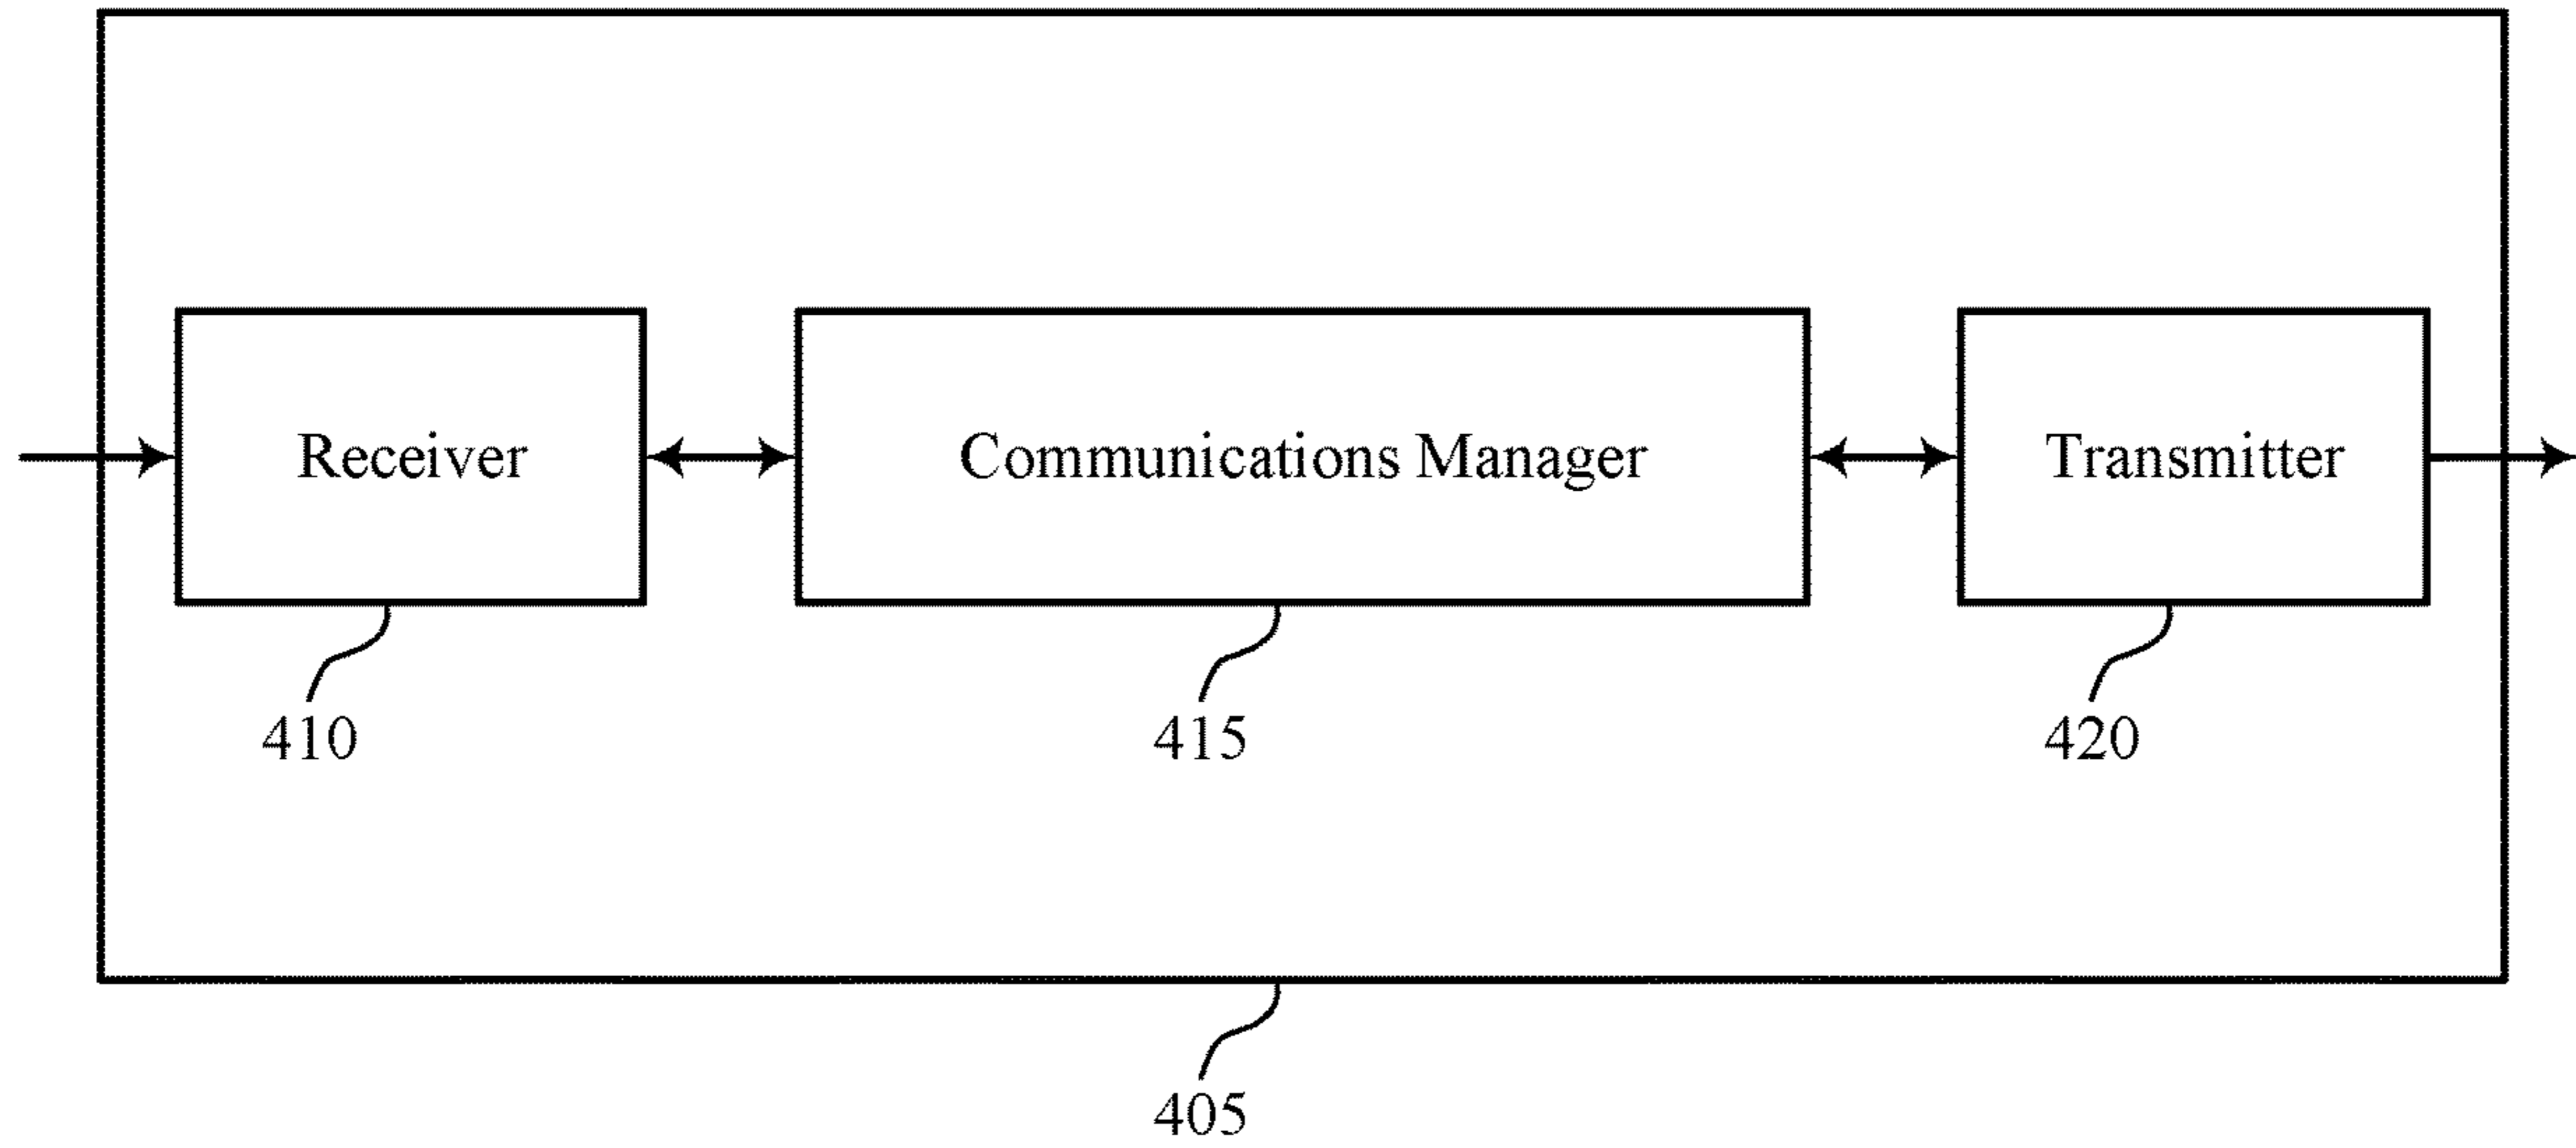 Receiver
Communications Manager
Transmitter
410
415
420
405